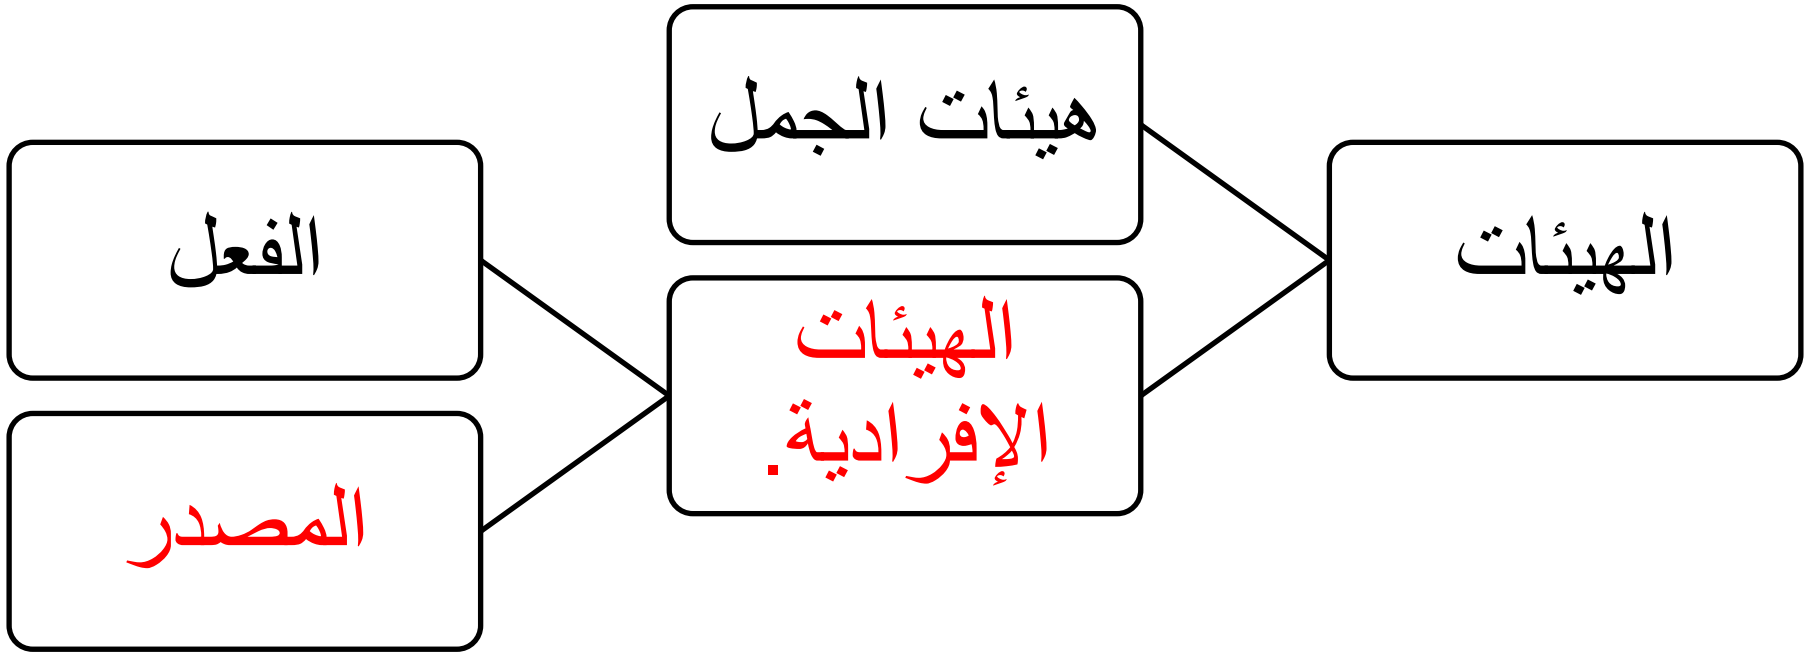 الهيئات
هيئات الجمل
الهيئات
الإفرادية.
الفعل
المصدر